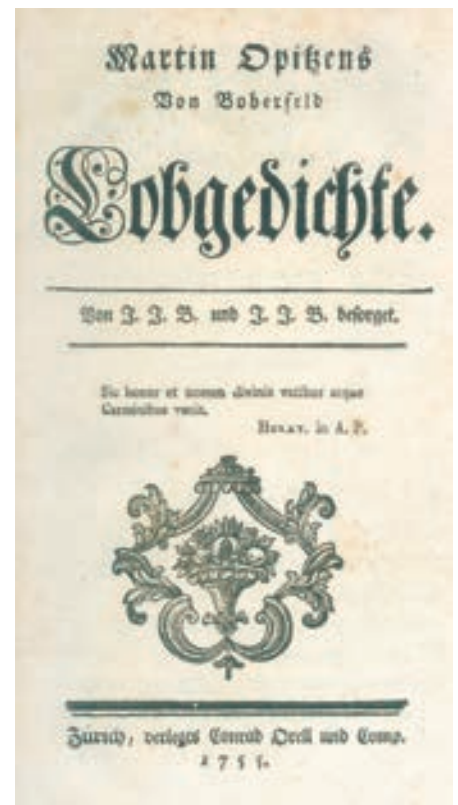 Martin Opitzens
Von Boberfeld
Lobgedichte.
Von J. J. B. und J. J. B. besorget.
Sic honor et nomen divinis vatibus atque
Carminibus venit.
HORAT. in A. P.
Zürich, verlegts Conrad Orell und Comp.
1755.